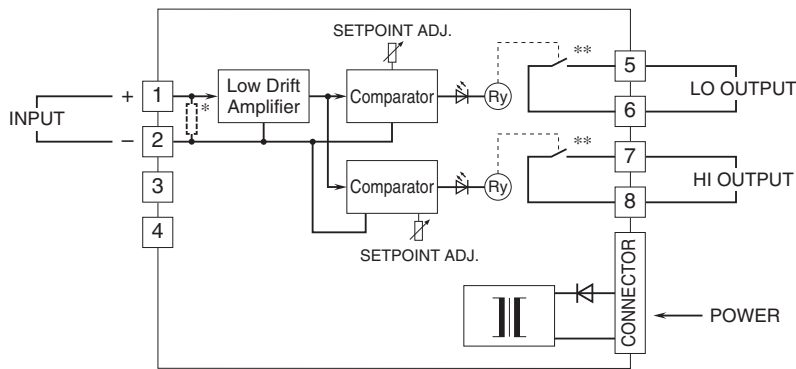 SETPOINT ADJ.
**
5
LO OUTPUT
6
INPUT
+
1
*
Low Drift
Amplifier
Comparator
Ry
−
2
**
7
HI OUTPUT
8
3
Comparator
Ry
4
SETPOINT ADJ.
CONNECTOR
POWER